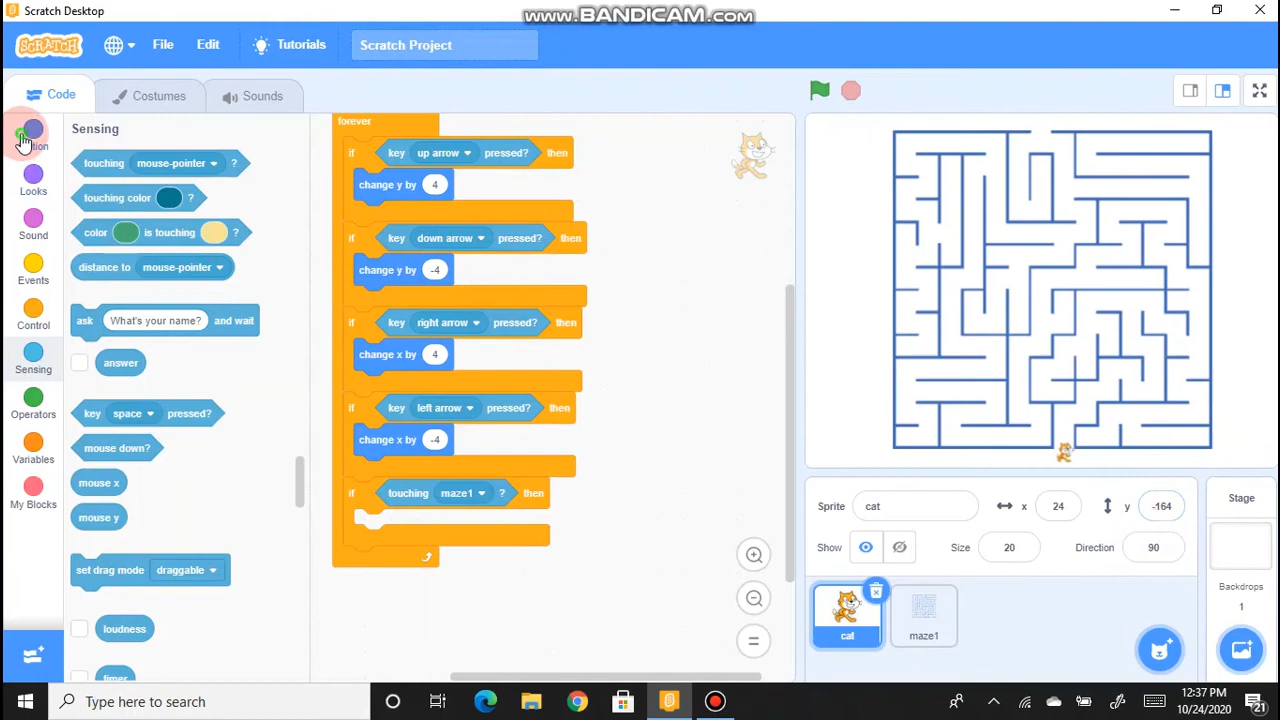 Scratch Desktop
www.BANDICAM.com
SCRATCH
File
Edit
Tutorials
Scratch Project
Code
Costumes
Sounds
Looks
Sound
Events
Control
Sensing
Operators
Variables
My Blocks
Sensing
touching mouse-pointer ?
touching color ?
color is touching ?
distance to mouse-pointer
ask What's your name? and wait
answer
key space pressed?
mouse down?
mouse x
mouse y
set drag mode draggable
loudness
timer
forever
if key up arrow pressed? then
change y by 4
if key down arrow pressed? then
change y by -4
if key right arrow pressed? then
change x by 4
if key left arrow pressed? then
change x by -4
if touching maze1 ? then
Sprite cat x 24 y -164
Show Size 20 Direction 90
cat
maze1
Stage
Backdrops
1
Type here to search
12:37 PM
10/24/2020
21